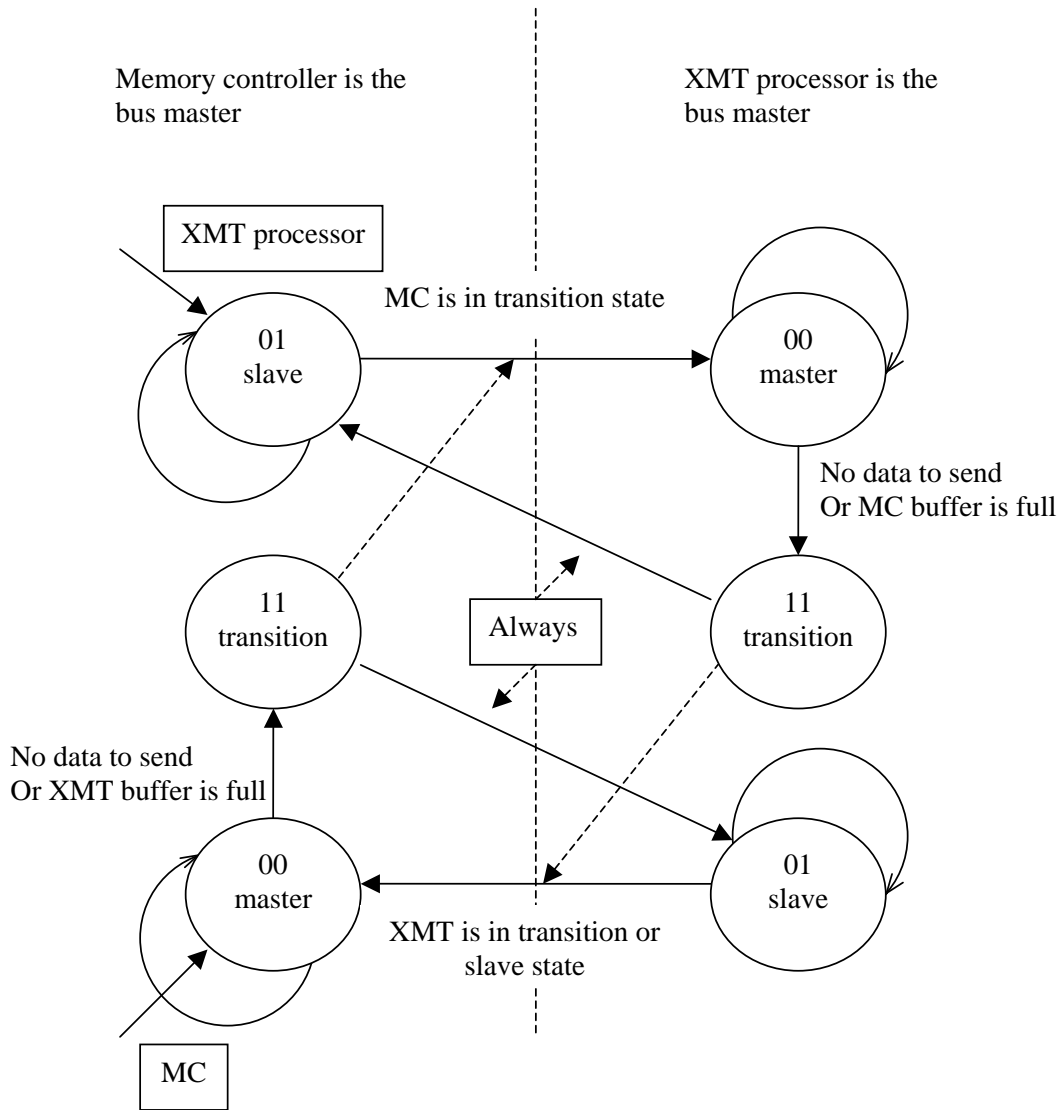 Memory controller is the
bus master
XMT processor is the
bus master
XMT processor
MC is in transition state
01
slave
00
master
No data to send
Or MC buffer is full
11
transition
Always
11
transition
No data to send
Or XMT buffer is full
00
master
01
slave
XMT is in transition or
slave state
MC